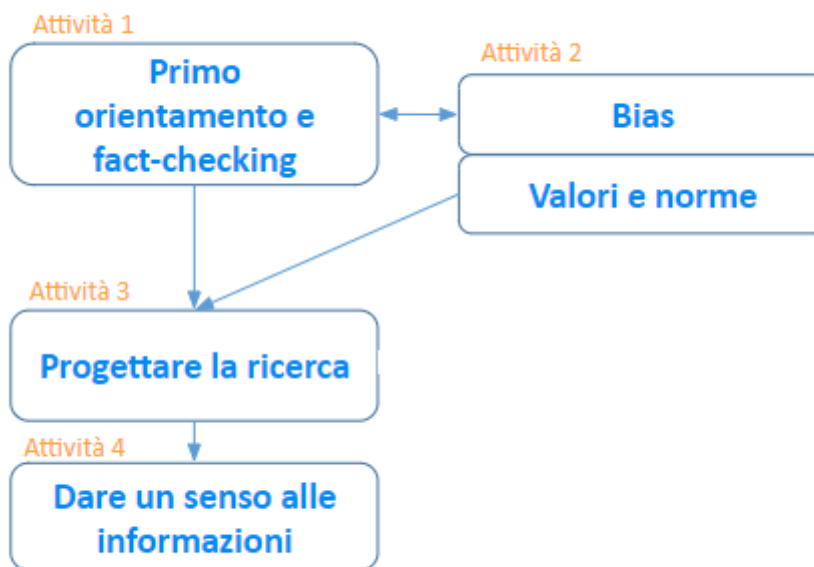 Attività 1
Primo
orientamento e
fact-checking
Attività 2
Bias
Valori e norme
Attività 3
Progettare la ricerca
Attività 4
Dare un senso alle
informazioni